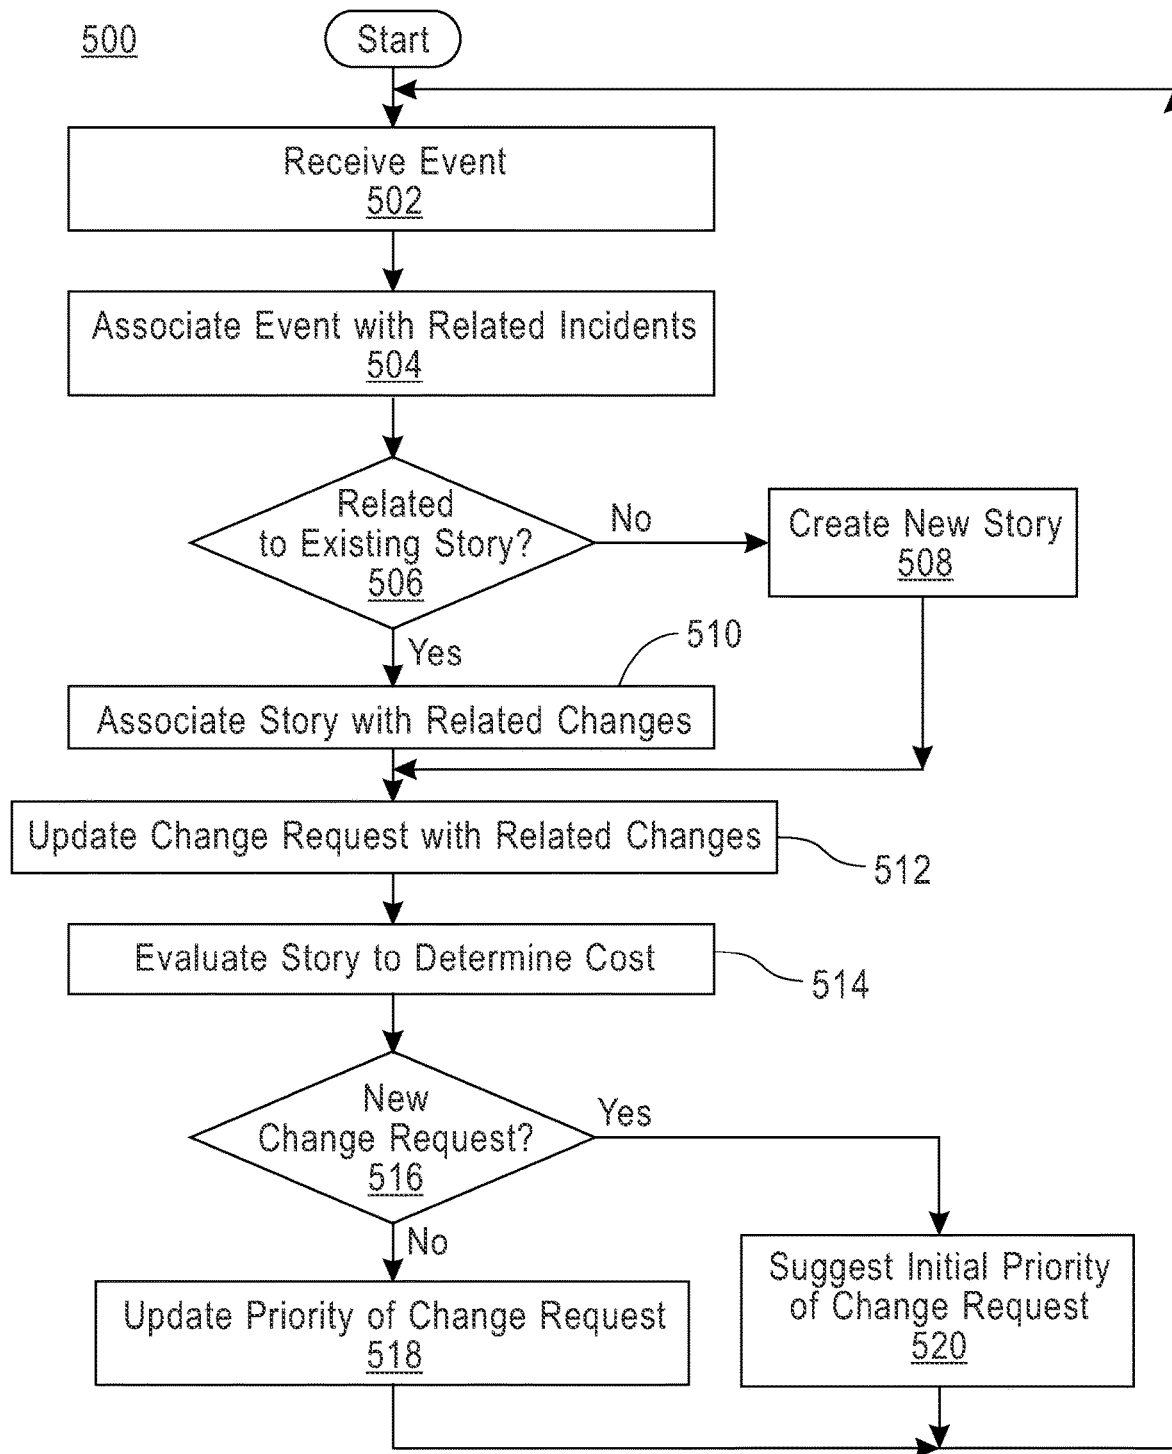 500
Start
Receive Event
502
Associate Event with Related Incidents
504
Related
to Existing Story?
506
No
Create New Story
508
Yes
510
Associate Story with Related Changes
Update Change Request with Related Changes
512
Evaluate Story to Determine Cost
514
New
Change Request?
516
Yes
No
Update Priority of Change Request
518
Suggest Initial Priority
of Change Request
520